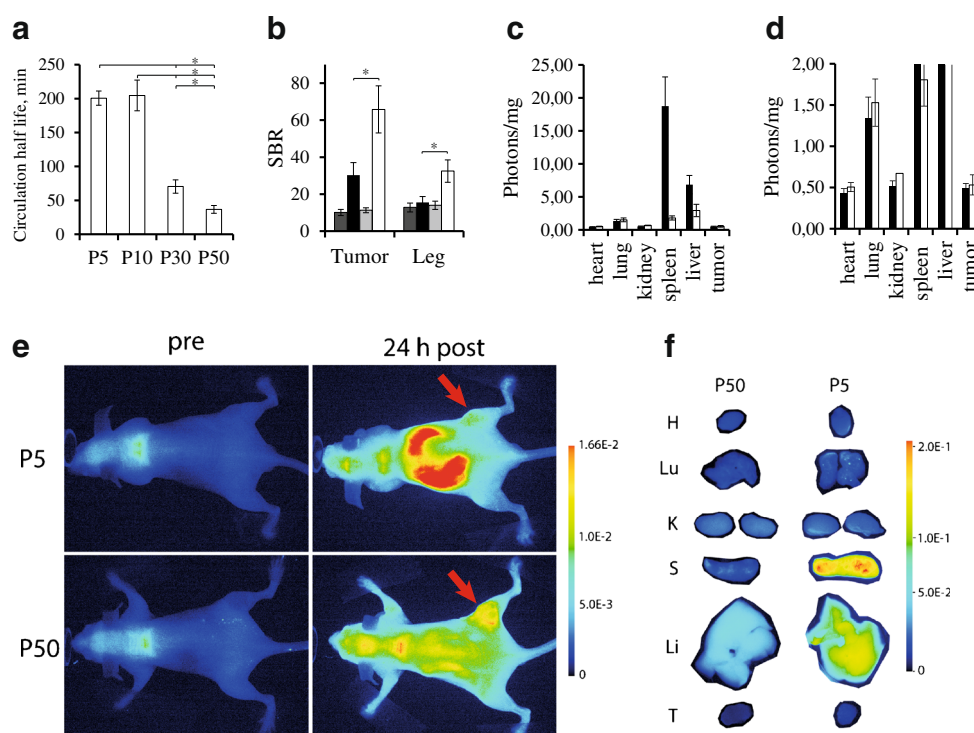 a
Circulation half life, min
250
200
150
100
50
0
*
*
*
P5 P10 P30 P50
b
SBR
80
60
40
20
0
*
*
Tumor Leg
c
Photons/mg
25,00
20,00
15,00
10,00
5,00
0,00
heart
lung
kidney
spleen
liver
tumor
d
Photons/mg
2,00
1,50
1,00
0,50
0,00
heart
lung
kidney
spleen
liver
tumor
e
pre
24 h post
P5
P50
1.66E-2
1.0E-2
5.0E-3
0
f
P50 P5
H
Lu
K
S
Li
T
2.0E-1
1.0E-1
5.0E-2
0